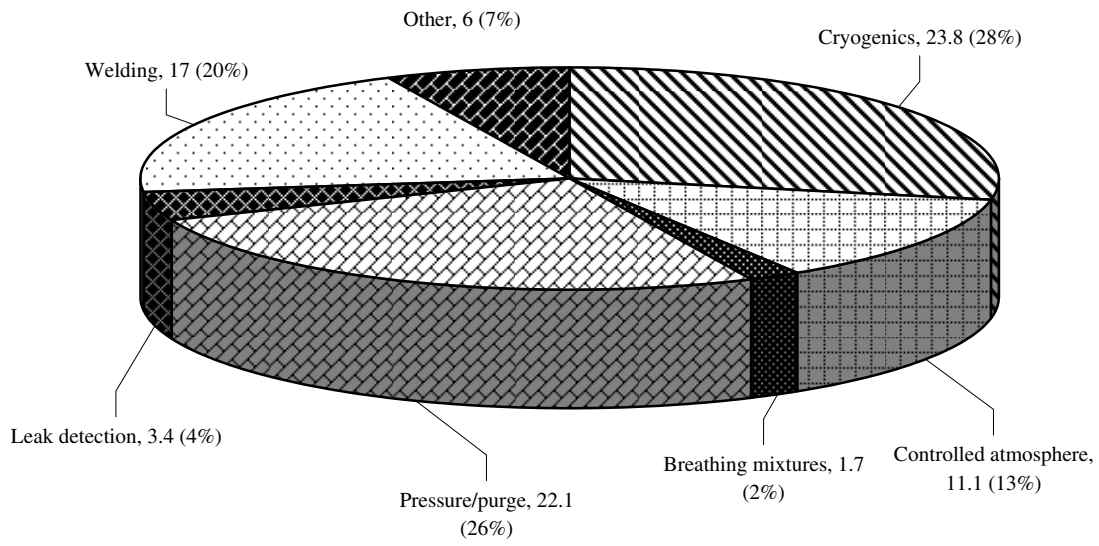 Other, 6 (7%)
Cryogenics, 23.8 (28%)
Welding, 17 (20%)
Leak detection, 3.4 (4%)
Pressure/purge, 22.1
(26%)
Breathing mixtures, 1.7
(2%)
Controlled atmosphere,
11.1 (13%)